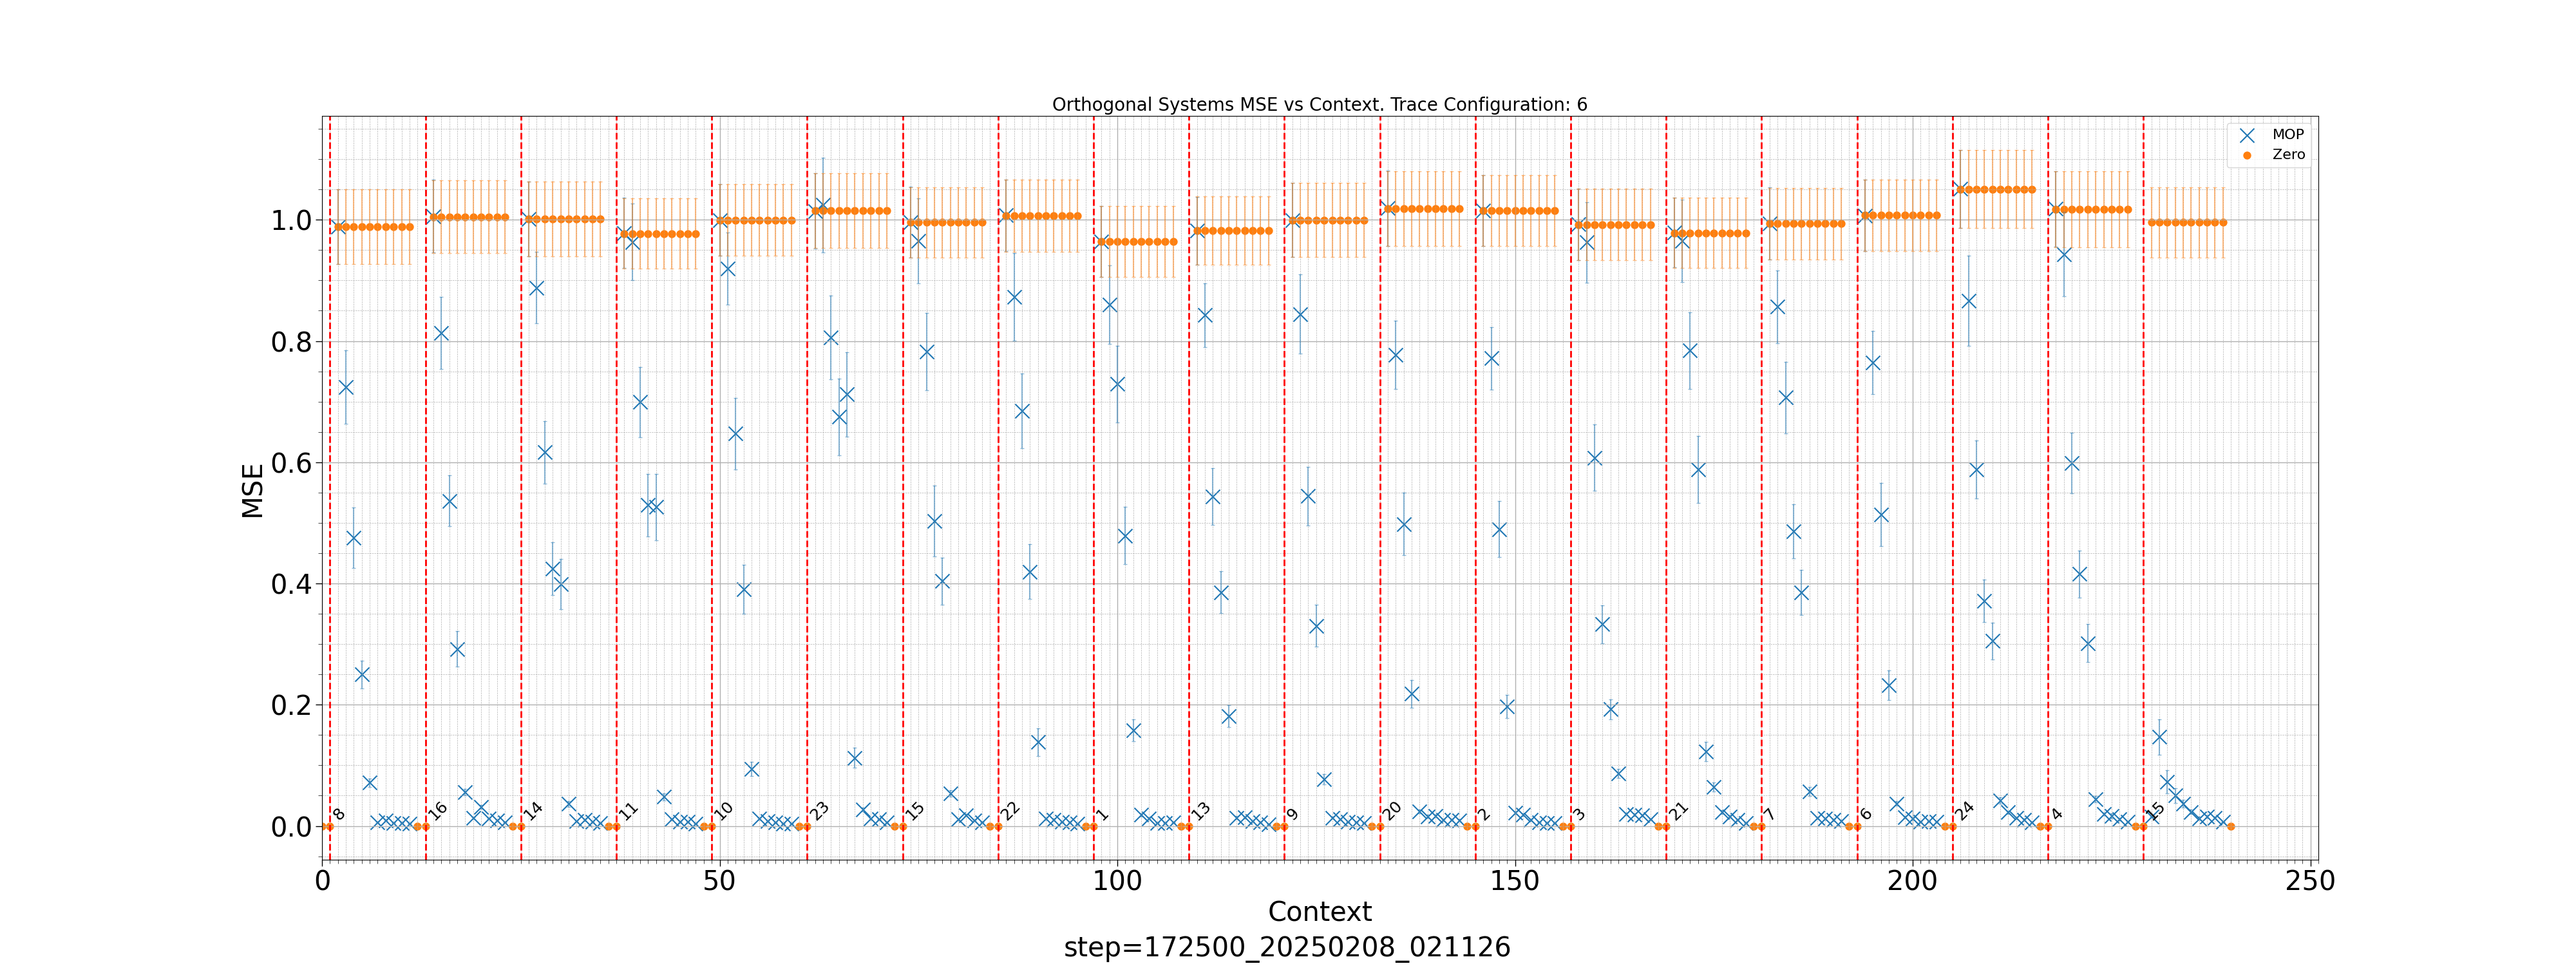 Orthogonal Systems MSE vs Context. Trace Configuration: 6
MOP
Zero
MSE
1.0
0.8
0.6
0.4
0.2
0.0
8 16 14 11 10 23 15 22 1 13 9 20 2 3 21 7 6 24 4 15
0 50 100 150 200 250
Context
step=172500_20250208_021126